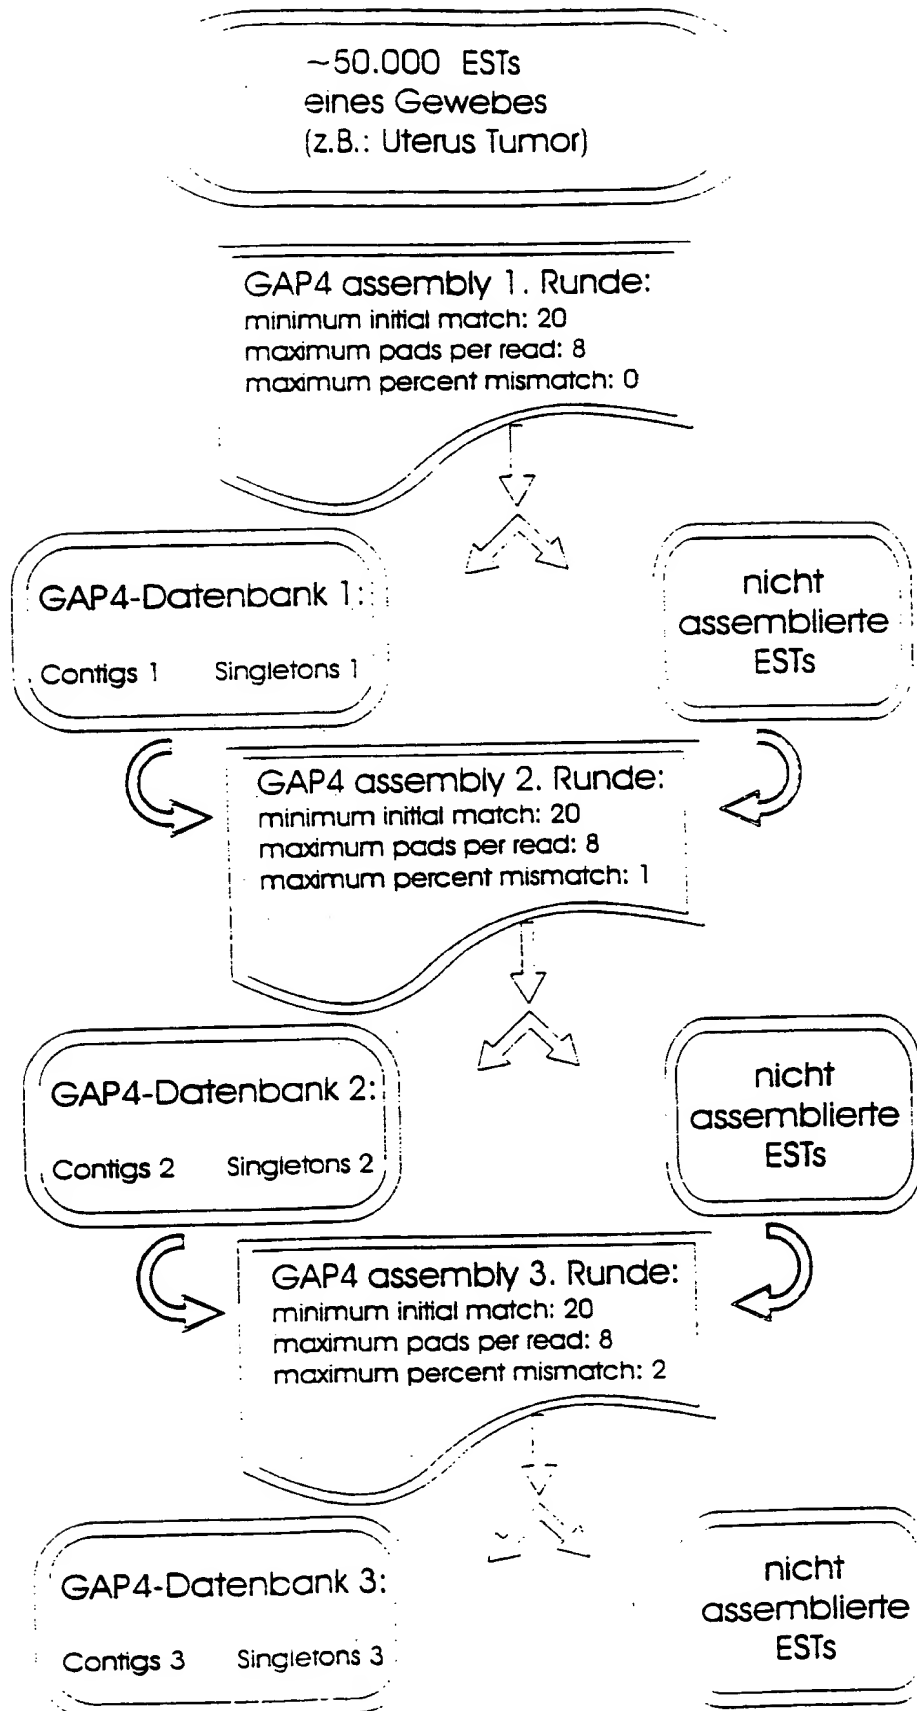 ~50.000 ESTs
eines Gewebes
(z.B.: Uterus Tumor)
GAP4 assembly 1. Runde:
minimum initial match: 20
maximum pads per read: 8
maximum percent mismatch: 0
GAP4-Datenbank 1:
Contigs 1 Singletons 1
nicht
assemblierte
ESTs
GAP4 assembly 2. Runde:
minimum initial match: 20
maximum pads per read: 8
maximum percent mismatch: 1
GAP4-Datenbank 2:
Contigs 2 Singletons 2
nicht
assemblierte
ESTs
GAP4 assembly 3. Runde:
minimum initial match: 20
maximum pads per read: 8
maximum percent mismatch: 2
GAP4-Datenbank 3:
Contigs 3 Singletons 3
nicht
assemblierte
ESTs